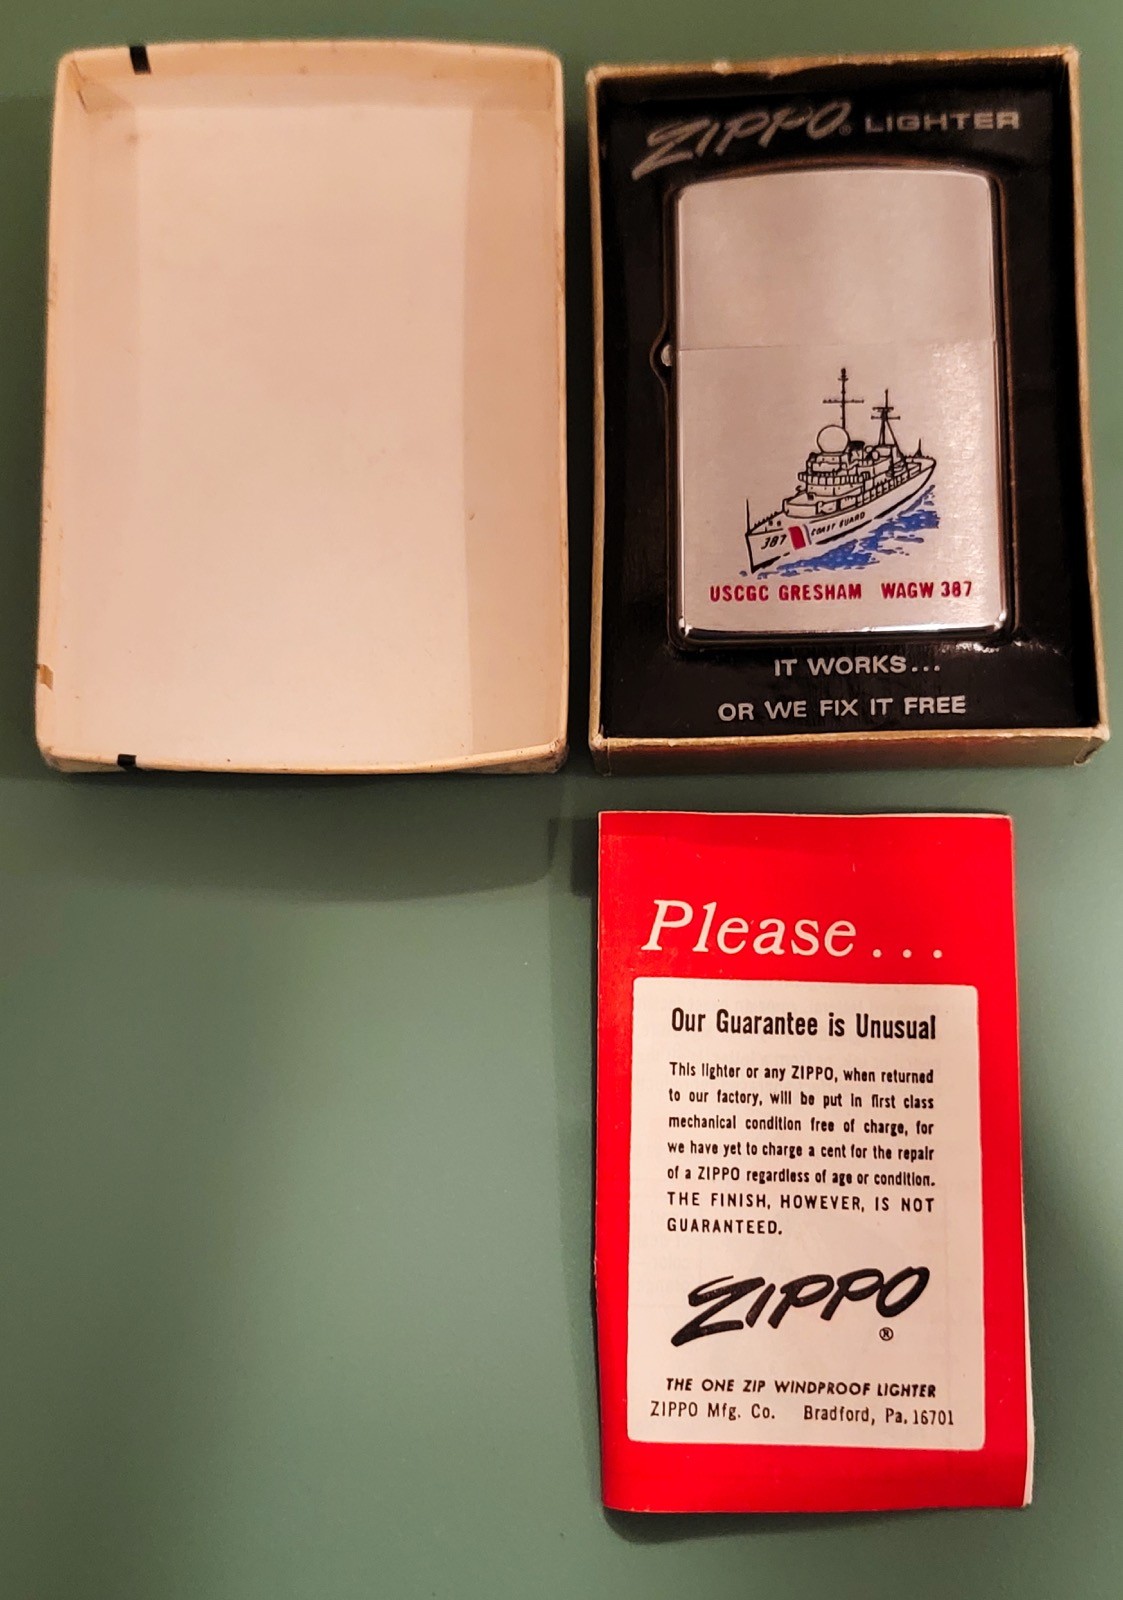 ZIPPO® LIGHTER
387 COAST GUARD
USCGC GRESHAM WAGW 387
IT WORKS...
OR WE FIX IT FREE
Please...
Our Guarantee is Unusual
This lighter or any ZIPPO, when returned
to our factory, will be put in first class
mechanical condition free of charge, for
we have yet to charge a cent for the repair
of a ZIPPO regardless of age or condition.
THE FINISH, HOWEVER, IS NOT
GUARANTEED.
ZIPPO
®
THE ONE ZIP WINDPROOF LIGHTER
ZIPPO Mfg. Co. Bradford, Pa. 16701